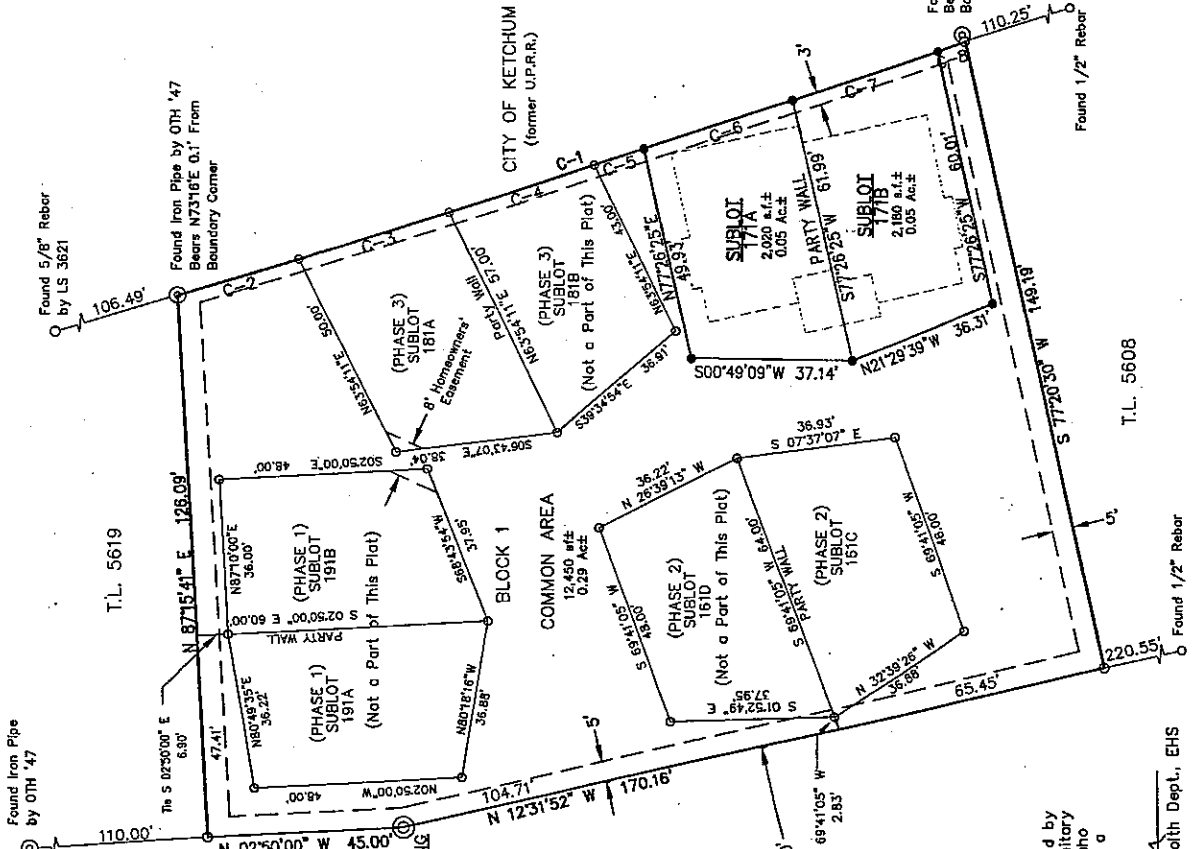 Found 5/8" Rebar
by LS 3621
106.49'
Found Iron Pipe by OTH '47
Bears N73°16'E 0.1' From
Boundary Corner
Found Iron Pipe
by OTH '47
110.00'
T.L. 5619
N 87°15'41" E 126.09'
Tie S 02°50'00" E
6.90'
47.41'
CITY OF KETCHUM
(former U.P.R.R.)
C-1
C-2
C-3
C-4
C-5
C-6
C-7
3'
110.25'
Found 1/2" Rebar
N80°49'35"E
36.22'
N87°10'00"E
36.00'
S02°50'00"E
48.00'
38.04'
(PHASE 1)
SUBLOT
191A
(Not a Part of This Plat)
(PHASE 1)
SUBLOT
191B
S 02°50'00" E 60.00'
PARTY WALL
48.00'
N02°50'00"W
N80°18'16"W
36.88'
S68°43'54"W
37.95'
N63°54'11"E
50.00'
(PHASE 3)
SUBLOT
181A
8' Homeowners'
Easement
S06°43'07"E
N63°54'11"E 57.00'
Party Wall
(PHASE 3)
SUBLOT
181B
(Not a Part of This Plat)
N63°54'11"E
43.00'
S39°34'54"E
36.91'
N77°26'25"E
49.93'
SUBLOT
171A
2,020 s.f.±
0.05 Ac.±
PARTY WALL
S77°26'25"W 61.99'
SUBLOT
171B
2,180 s.f.±
0.05 Ac.±
S00°49'09"W 37.14'
N21°29'39"W 36.31'
S77°26'25"W 60.01'
S 77°20'30" W 149.19'
BLOCK 1
COMMON AREA
12,450 sf±
0.29 Ac±
S 69°41'05" W
48.00'
N 26°39'13" W
36.22'
(PHASE 2)
SUBLOT
161D
(Not a Part of This Plat)
S 01°52'49" E
37.95'
S 69°41'05" W 64.00'
PARTY WALL
(PHASE 2)
SUBLOT
161C
S 07°37'07" E
36.93'
S 69°41'05" W
48.00'
N 32°39'26" W
36.88'
N 02°50'00" W 45.00'
104.71'
N 12°31'52" W 170.16'
5'
69°41'05" W
2.83'
65.45'
5'
220.55'
Found 1/2" Rebar
T.L. 5608
Dept., EHS